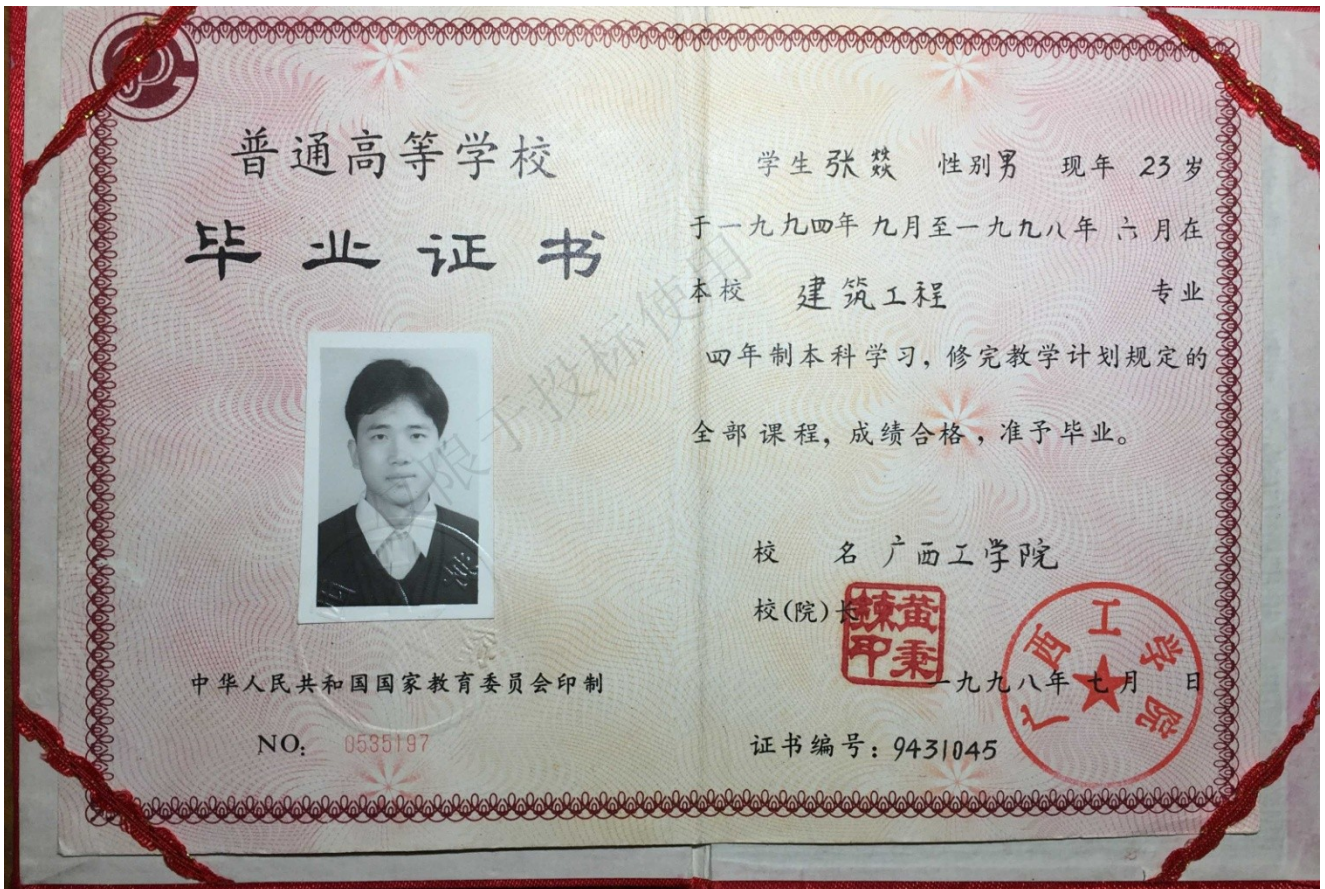 普通高等学校
毕业证书
中华人民共和国国家教育委员会印制
NO: 0535197
学生 张燚 性别男 现年 23岁
于一九九四年 九月至一九九八年 六月在
本校 建筑工程 专业
四年制本科学习,修完教学计划规定的
全部课程,成绩合格,准予毕业。
校 名 广西工学院
校(院)长
黄秉
印
一九九八年 七月 日
广西工学院
证书编号:9431045
限于投标使用